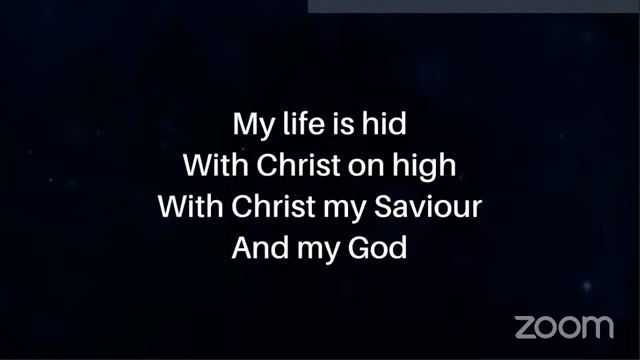 My life is hid
With Christ on high
With Christ my Saviour
And my God
zoom